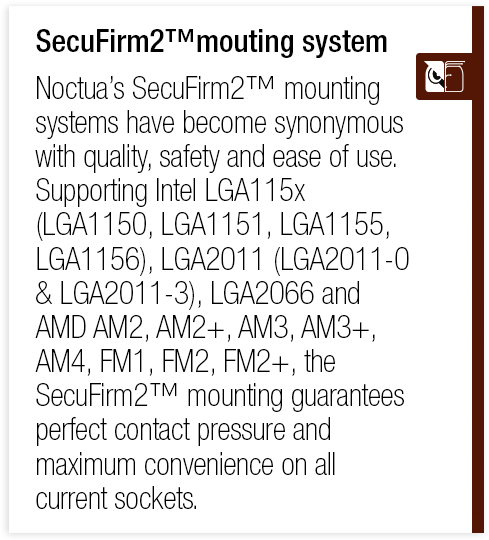 SecuFirm2™mouting system
Noctua’s SecuFirm2™ mounting
systems have become synonymous
with quality, safety and ease of use.
Supporting Intel LGA115x
(LGA1150, LGA1151, LGA1155,
LGA1156), LGA2011 (LGA2011-0
& LGA2011-3), LGA2066 and
AMD AM2, AM2+, AM3, AM3+,
AM4, FM1, FM2, FM2+, the
SecuFirm2™ mounting guarantees
perfect contact pressure and
maximum convenience on all
current sockets.